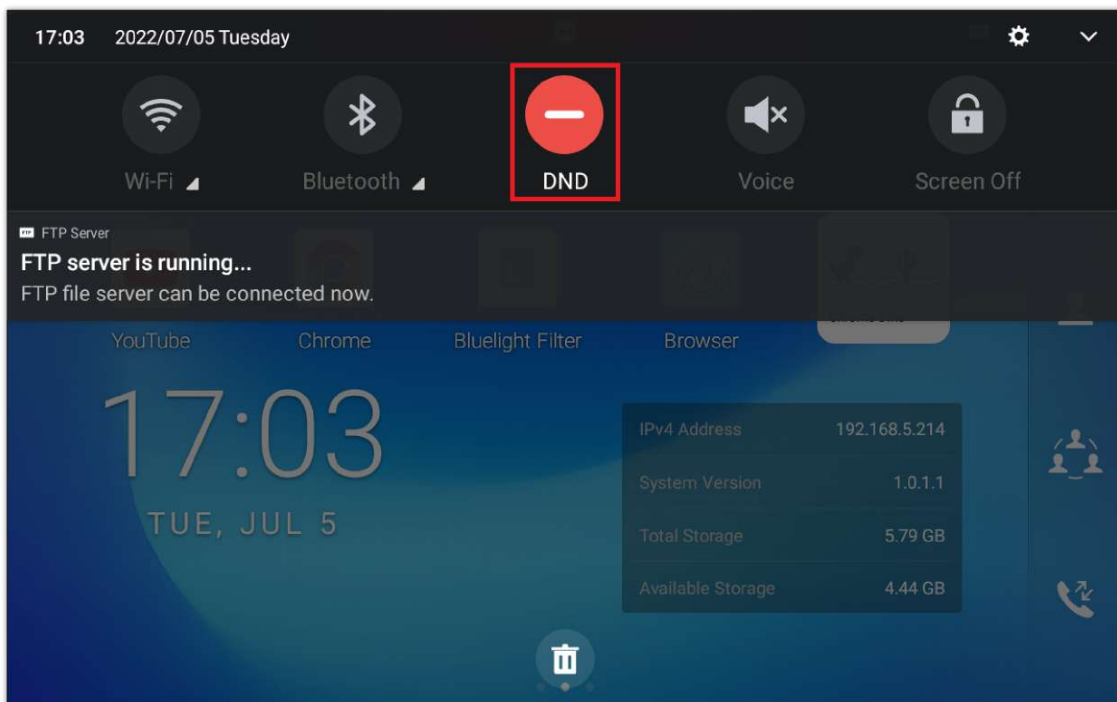 17:03 2022/07/05 Tuesday
Wi-Fi Bluetooth DND Voice Screen Off
FTP FTP Server
FTP server is running...
FTP file server can be connected now.
YouTube Chrome Bluelight Filter Browser
17:03
TUE, JUL 5
IPv4 Address 192.168.5.214
System Version 1.0.1.1
Total Storage 5.79 GB
Available Storage 4.44 GB